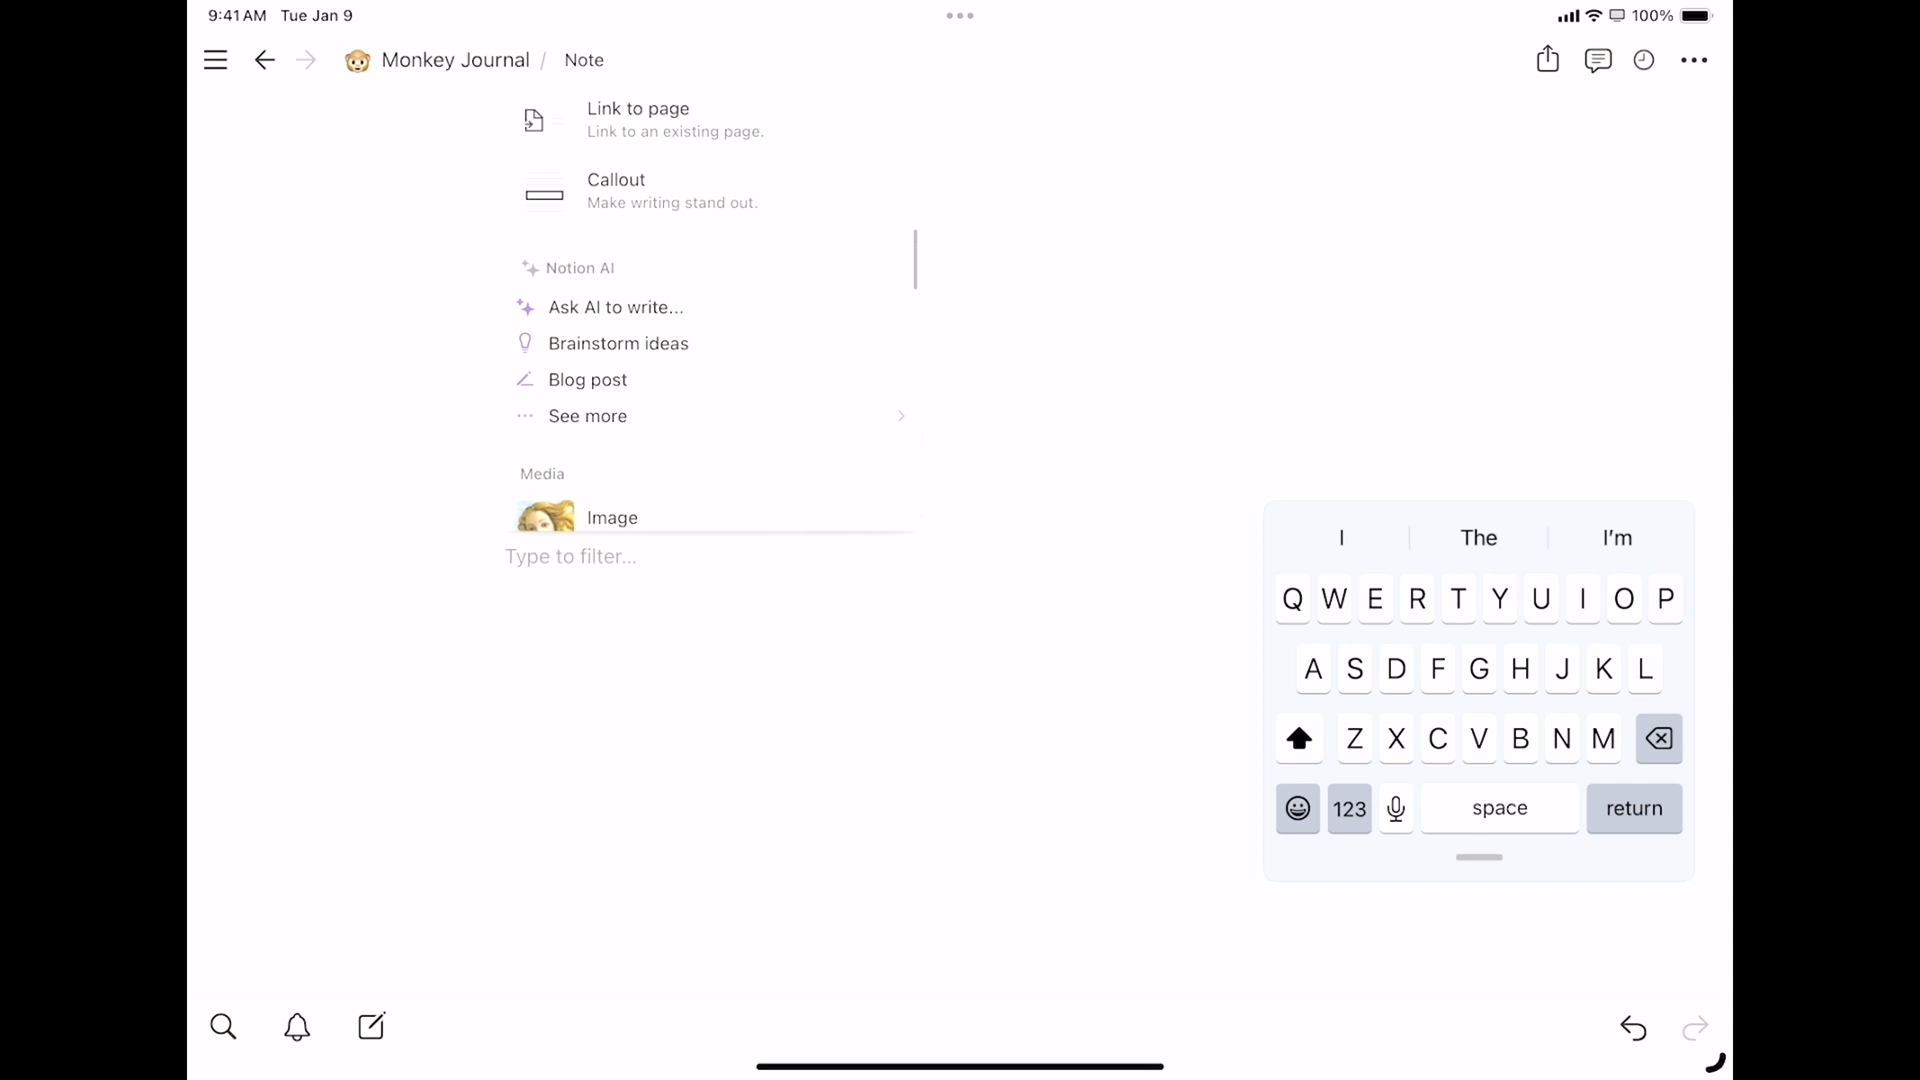 9:41 AM Tue Jan 9
100%
Monkey Journal / Note
Link to page
Link to an existing page.
Callout
Make writing stand out.
Notion AI
Ask AI to write...
Brainstorm ideas
Blog post
See more
Media
Image
Type to filter...
I The I'm
Q W E R T Y U I O P
A S D F G H J K L
Z X C V B N M
123 space return